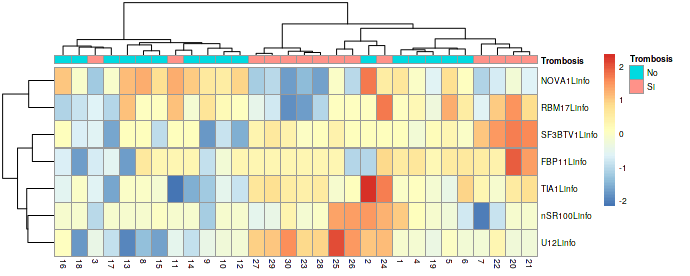 Trombosis
Trombosis
No
SI
NOVA1Linfo
RBM17Linfo
SF3BTV1Linfo
FBP11Linfo
TIA1Linfo
nSR100Linfo
U12Linfo
2
1
0
-1
-2
16 18 3 17 13 8 15 11 14 9 10 12 27 29 30 23 28 25 26 2 24 1 4 19 5 6 7 22 20 21